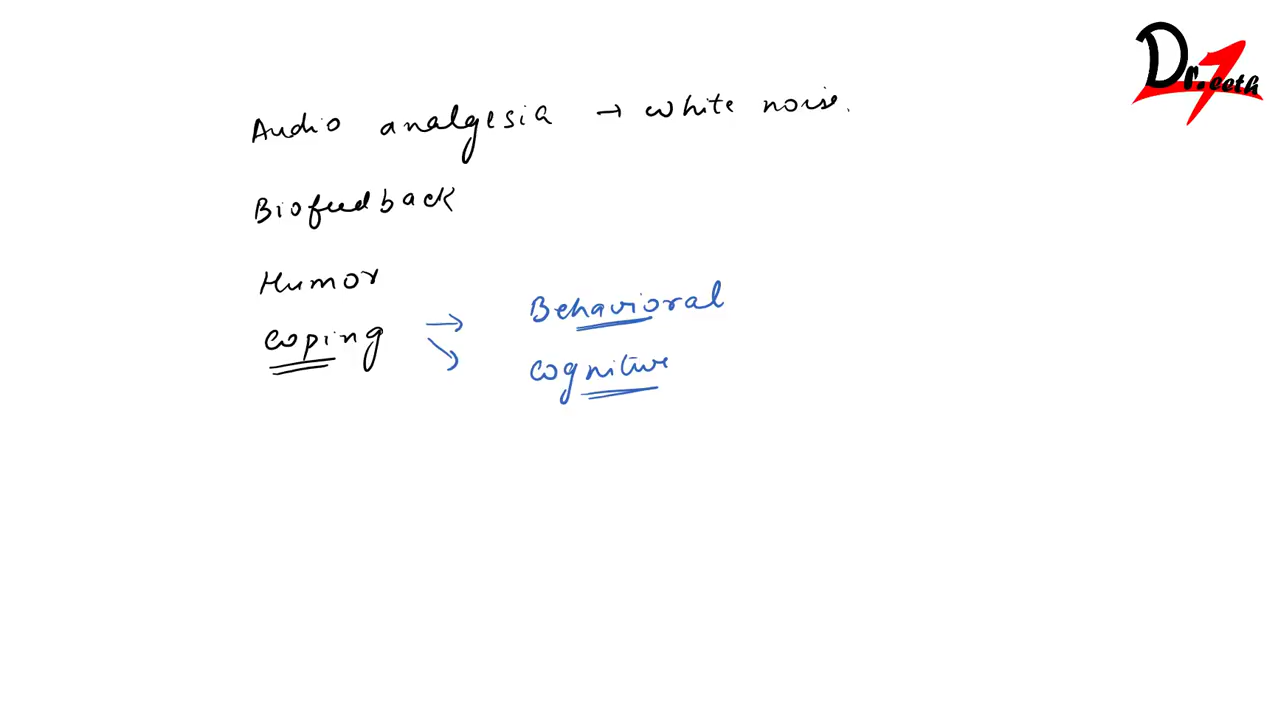 Dr.eeth
Audio analgesia → white noise.
Biofeedback
Humor
Coping → Behavioral
↘ Cognitive